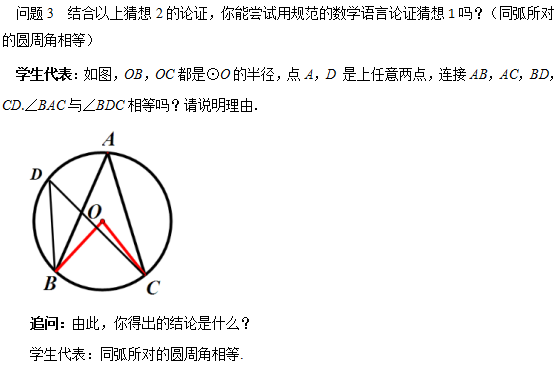 问题 3 结合以上猜想 2 的论证，你能尝试用规范的数学语言论证猜想 1 吗？（同弧所对
的圆周角相等）
学生代表：如图，OB，OC 都是⊙O 的半径，点 A，D 是上任意两点，连接 AB，AC，BD，
CD.∠BAC 与∠BDC 相等吗？请说明理由.
A
D
O
B
C
追问：由此，你得出的结论是什么？
学生代表：同弧所对的圆周角相等.